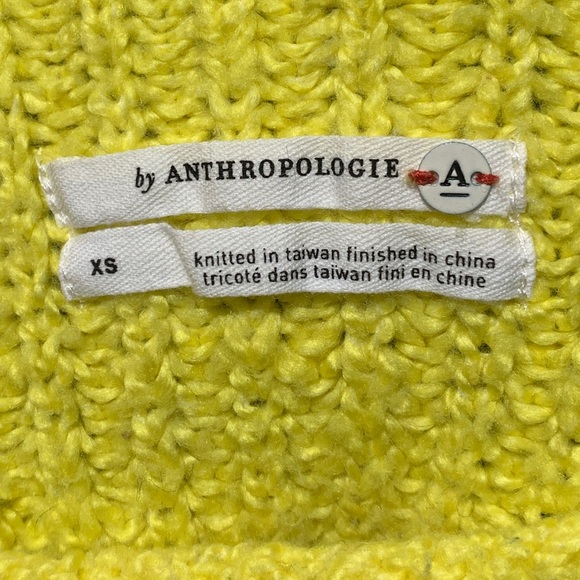 by ANTHROPOLOGIE A
XS
knitted in taiwan finished in china
tricoté dans taiwan fini en chine